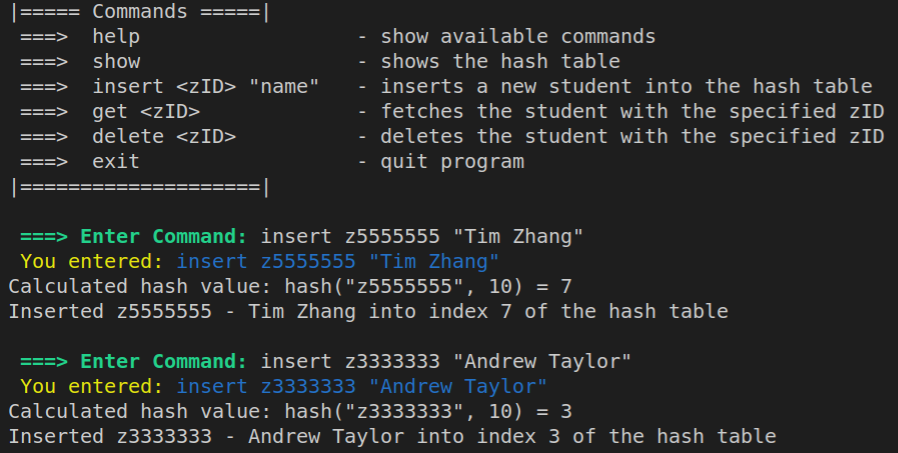 |===== Commands =====|
===> help - show available commands
===> show - shows the hash table
===> insert <zID> "name" - inserts a new student into the hash table
===> get <zID> - fetches the student with the specified zID
===> delete <zID> - deletes the student with the specified zID
===> exit - quit program
|====================|
===> Enter Command: insert z5555555 "Tim Zhang"
You entered: insert z5555555 "Tim Zhang"
Calculated hash value: hash("z5555555", 10) = 7
Inserted z5555555 - Tim Zhang into index 7 of the hash table
===> Enter Command: insert z3333333 "Andrew Taylor"
You entered: insert z3333333 "Andrew Taylor"
Calculated hash value: hash("z3333333", 10) = 3
Inserted z3333333 - Andrew Taylor into index 3 of the hash table